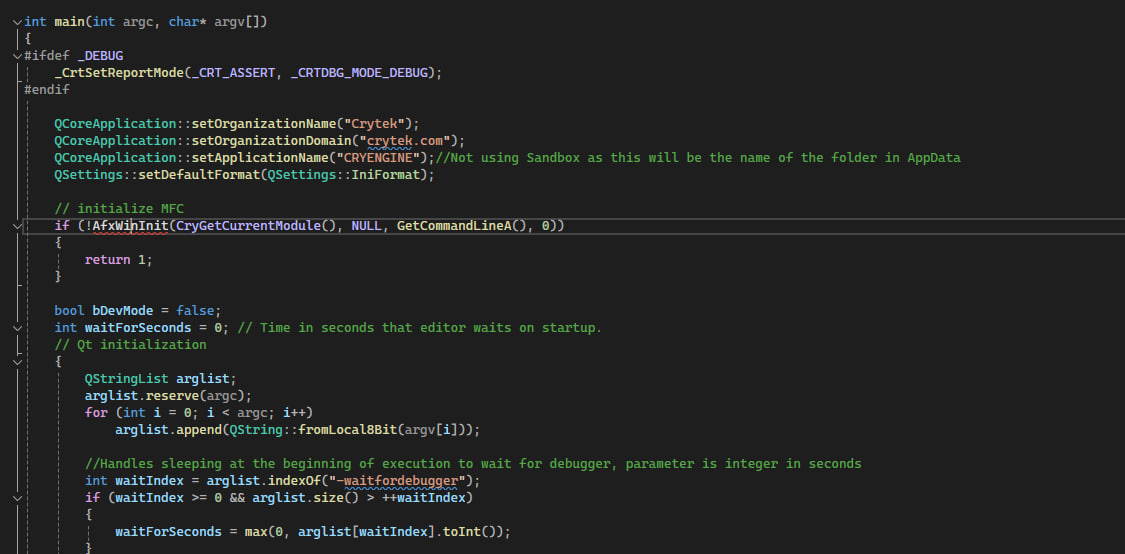 int main(int argc, char* argv[])
{
#ifdef _DEBUG
    _CrtSetReportMode(_CRT_ASSERT, _CRTDBG_MODE_DEBUG);
#endif

    QCoreApplication::setOrganizationName("Crytek");
    QCoreApplication::setOrganizationDomain("crytek.com");
    QCoreApplication::setApplicationName("CRYENGINE");//Not using Sandbox as this will be the name of the folder in AppData
    QSettings::setDefaultFormat(QSettings::IniFormat);

    // initialize MFC
    if (!AfxWinInit(CryGetCurrentModule(), NULL, GetCommandLineA(), 0))
    {
        return 1;
    }

    bool bDevMode = false;
    int waitForSeconds = 0; // Time in seconds that editor waits on startup.
    // Qt initialization
    {
        QStringList arglist;
        arglist.reserve(argc);
        for (int i = 0; i < argc; i++)
            arglist.append(QString::fromLocal8Bit(argv[i]));

        //Handles sleeping at the beginning of execution to wait for debugger, parameter is integer in seconds
        int waitIndex = arglist.indexOf("-waitfordebugger");
        if (waitIndex >= 0 && arglist.size() > ++waitIndex)
        {
            waitForSeconds = max(0, arglist[waitIndex].toInt());
        }